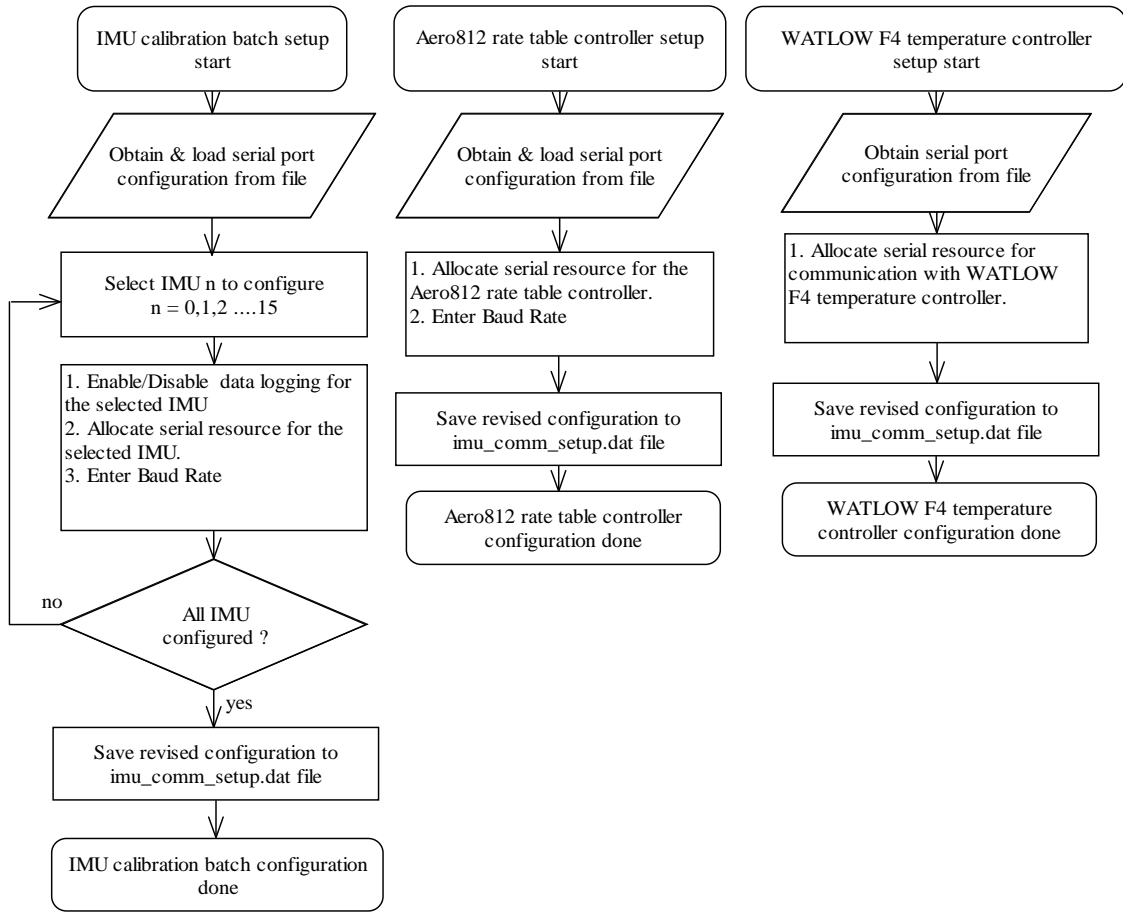 IMU calibration batch setup
start
Obtain & load serial port
configuration from file
Select IMU n to configure
n = 0,1,2 ....15
1. Enable/Disable data logging for
the selected IMU
2. Allocate serial resource for the
selected IMU.
3. Enter Baud Rate
no
All IMU
configured ?
yes
Save revised configuration to
imu_comm_setup.dat file
IMU calibration batch configuration
done
Aero812 rate table controller setup
start
Obtain & load serial port
configuration from file
1. Allocate serial resource for the
Aero812 rate table controller.
2. Enter Baud Rate
Save revised configuration to
imu_comm_setup.dat file
Aero812 rate table controller
configuration done
WATLOW F4 temperature controller
setup start
Obtain serial port
configuration from file
1. Allocate serial resource for
communication with WATLOW
F4 temperature controller.
Save revised configuration to
imu_comm_setup.dat file
WATLOW F4 temperature
controller configuration done